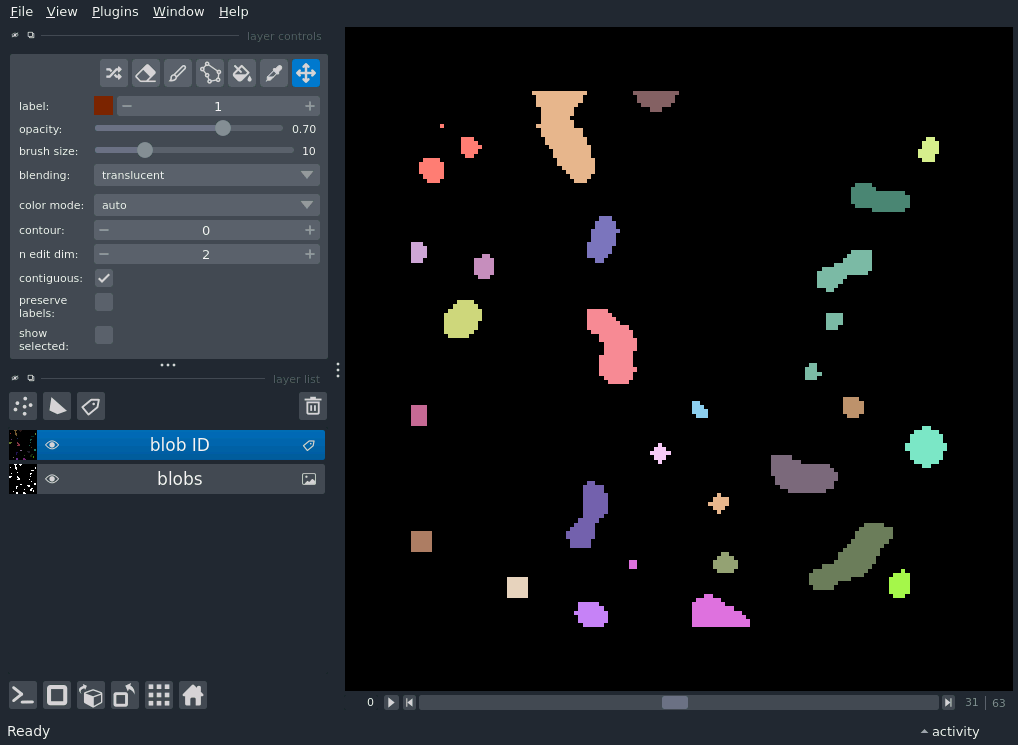 File View Plugins Window Help
layer controls
label: 1
opacity: 0.70
brush size: 10
blending: translucent
color mode: auto
contour: 0
n edit dim: 2
contiguous:
preserve
labels:
show
selected:
layer list
blob ID
blobs
0 31 | 63
Ready activity